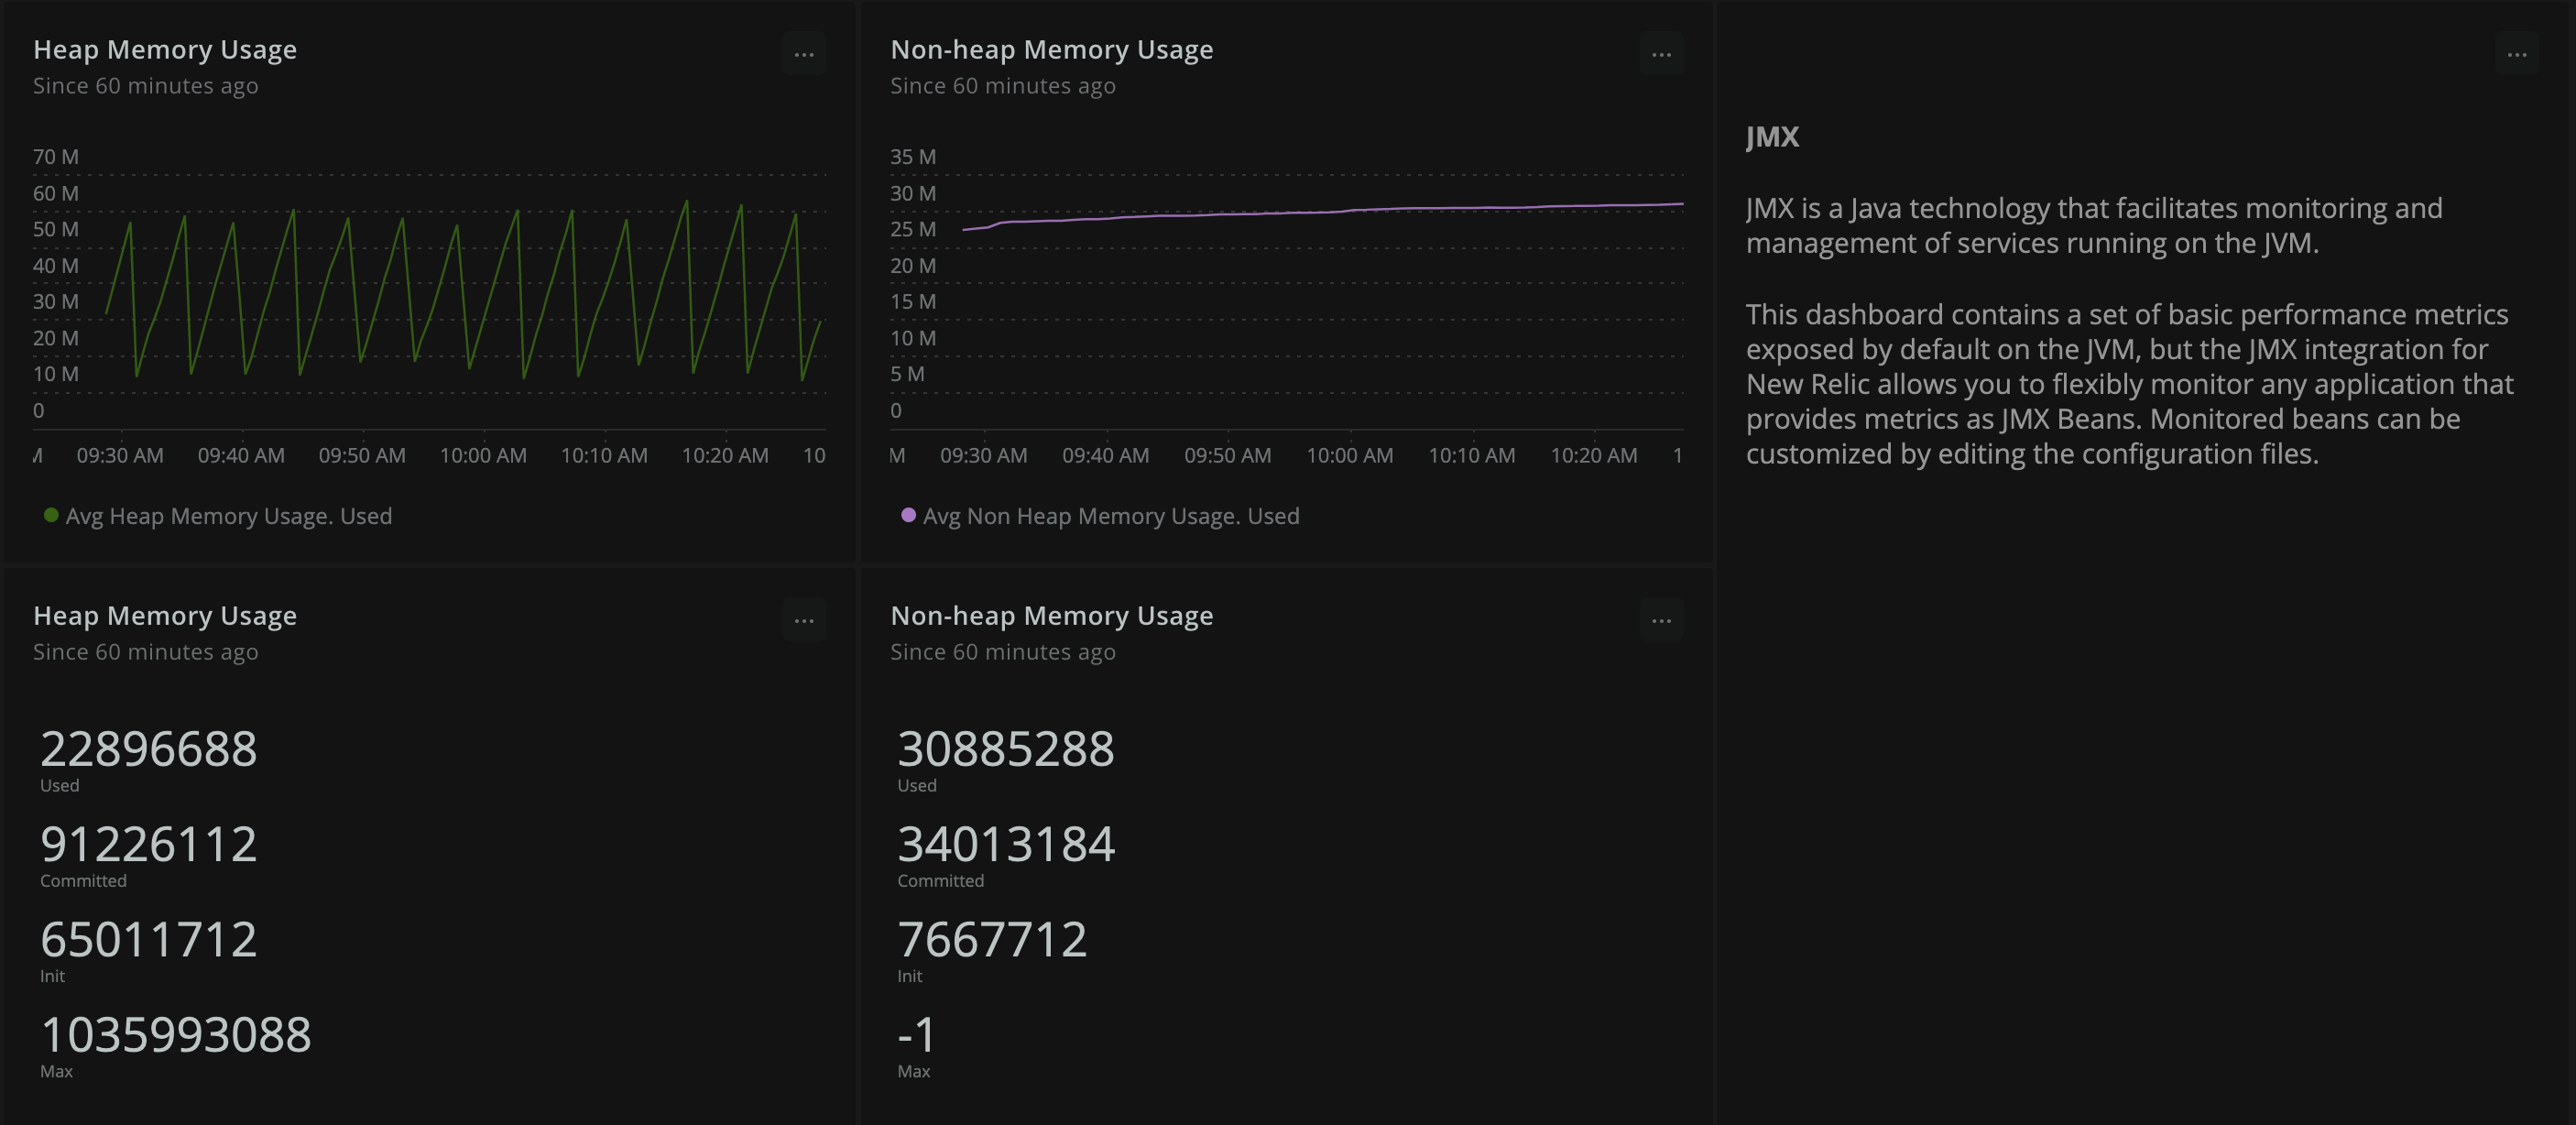 Heap Memory Usage
...
Since 60 minutes ago
70 M
60 M
50 M
40 M
30 M
20 M
10 M
0
M 09:30 AM 09:40 AM 09:50 AM 10:00 AM 10:10 AM 10:20 AM 10
Avg Heap Memory Usage. Used
Non-heap Memory Usage
...
Since 60 minutes ago
35 M
30 M
25 M
20 M
15 M
10 M
5 M
0
M 09:30 AM 09:40 AM 09:50 AM 10:00 AM 10:10 AM 10:20 AM 1
Avg Non Heap Memory Usage. Used
...
JMX
JMX is a Java technology that facilitates monitoring and
management of services running on the JVM.
This dashboard contains a set of basic performance metrics
exposed by default on the JVM, but the JMX integration for
New Relic allows you to flexibly monitor any application that
provides metrics as JMX Beans. Monitored beans can be
customized by editing the configuration files.
Heap Memory Usage
...
Since 60 minutes ago
22896688
Used
91226112
Committed
65011712
Init
1035993088
Max
Non-heap Memory Usage
...
Since 60 minutes ago
30885288
Used
34013184
Committed
7667712
Init
-1
Max